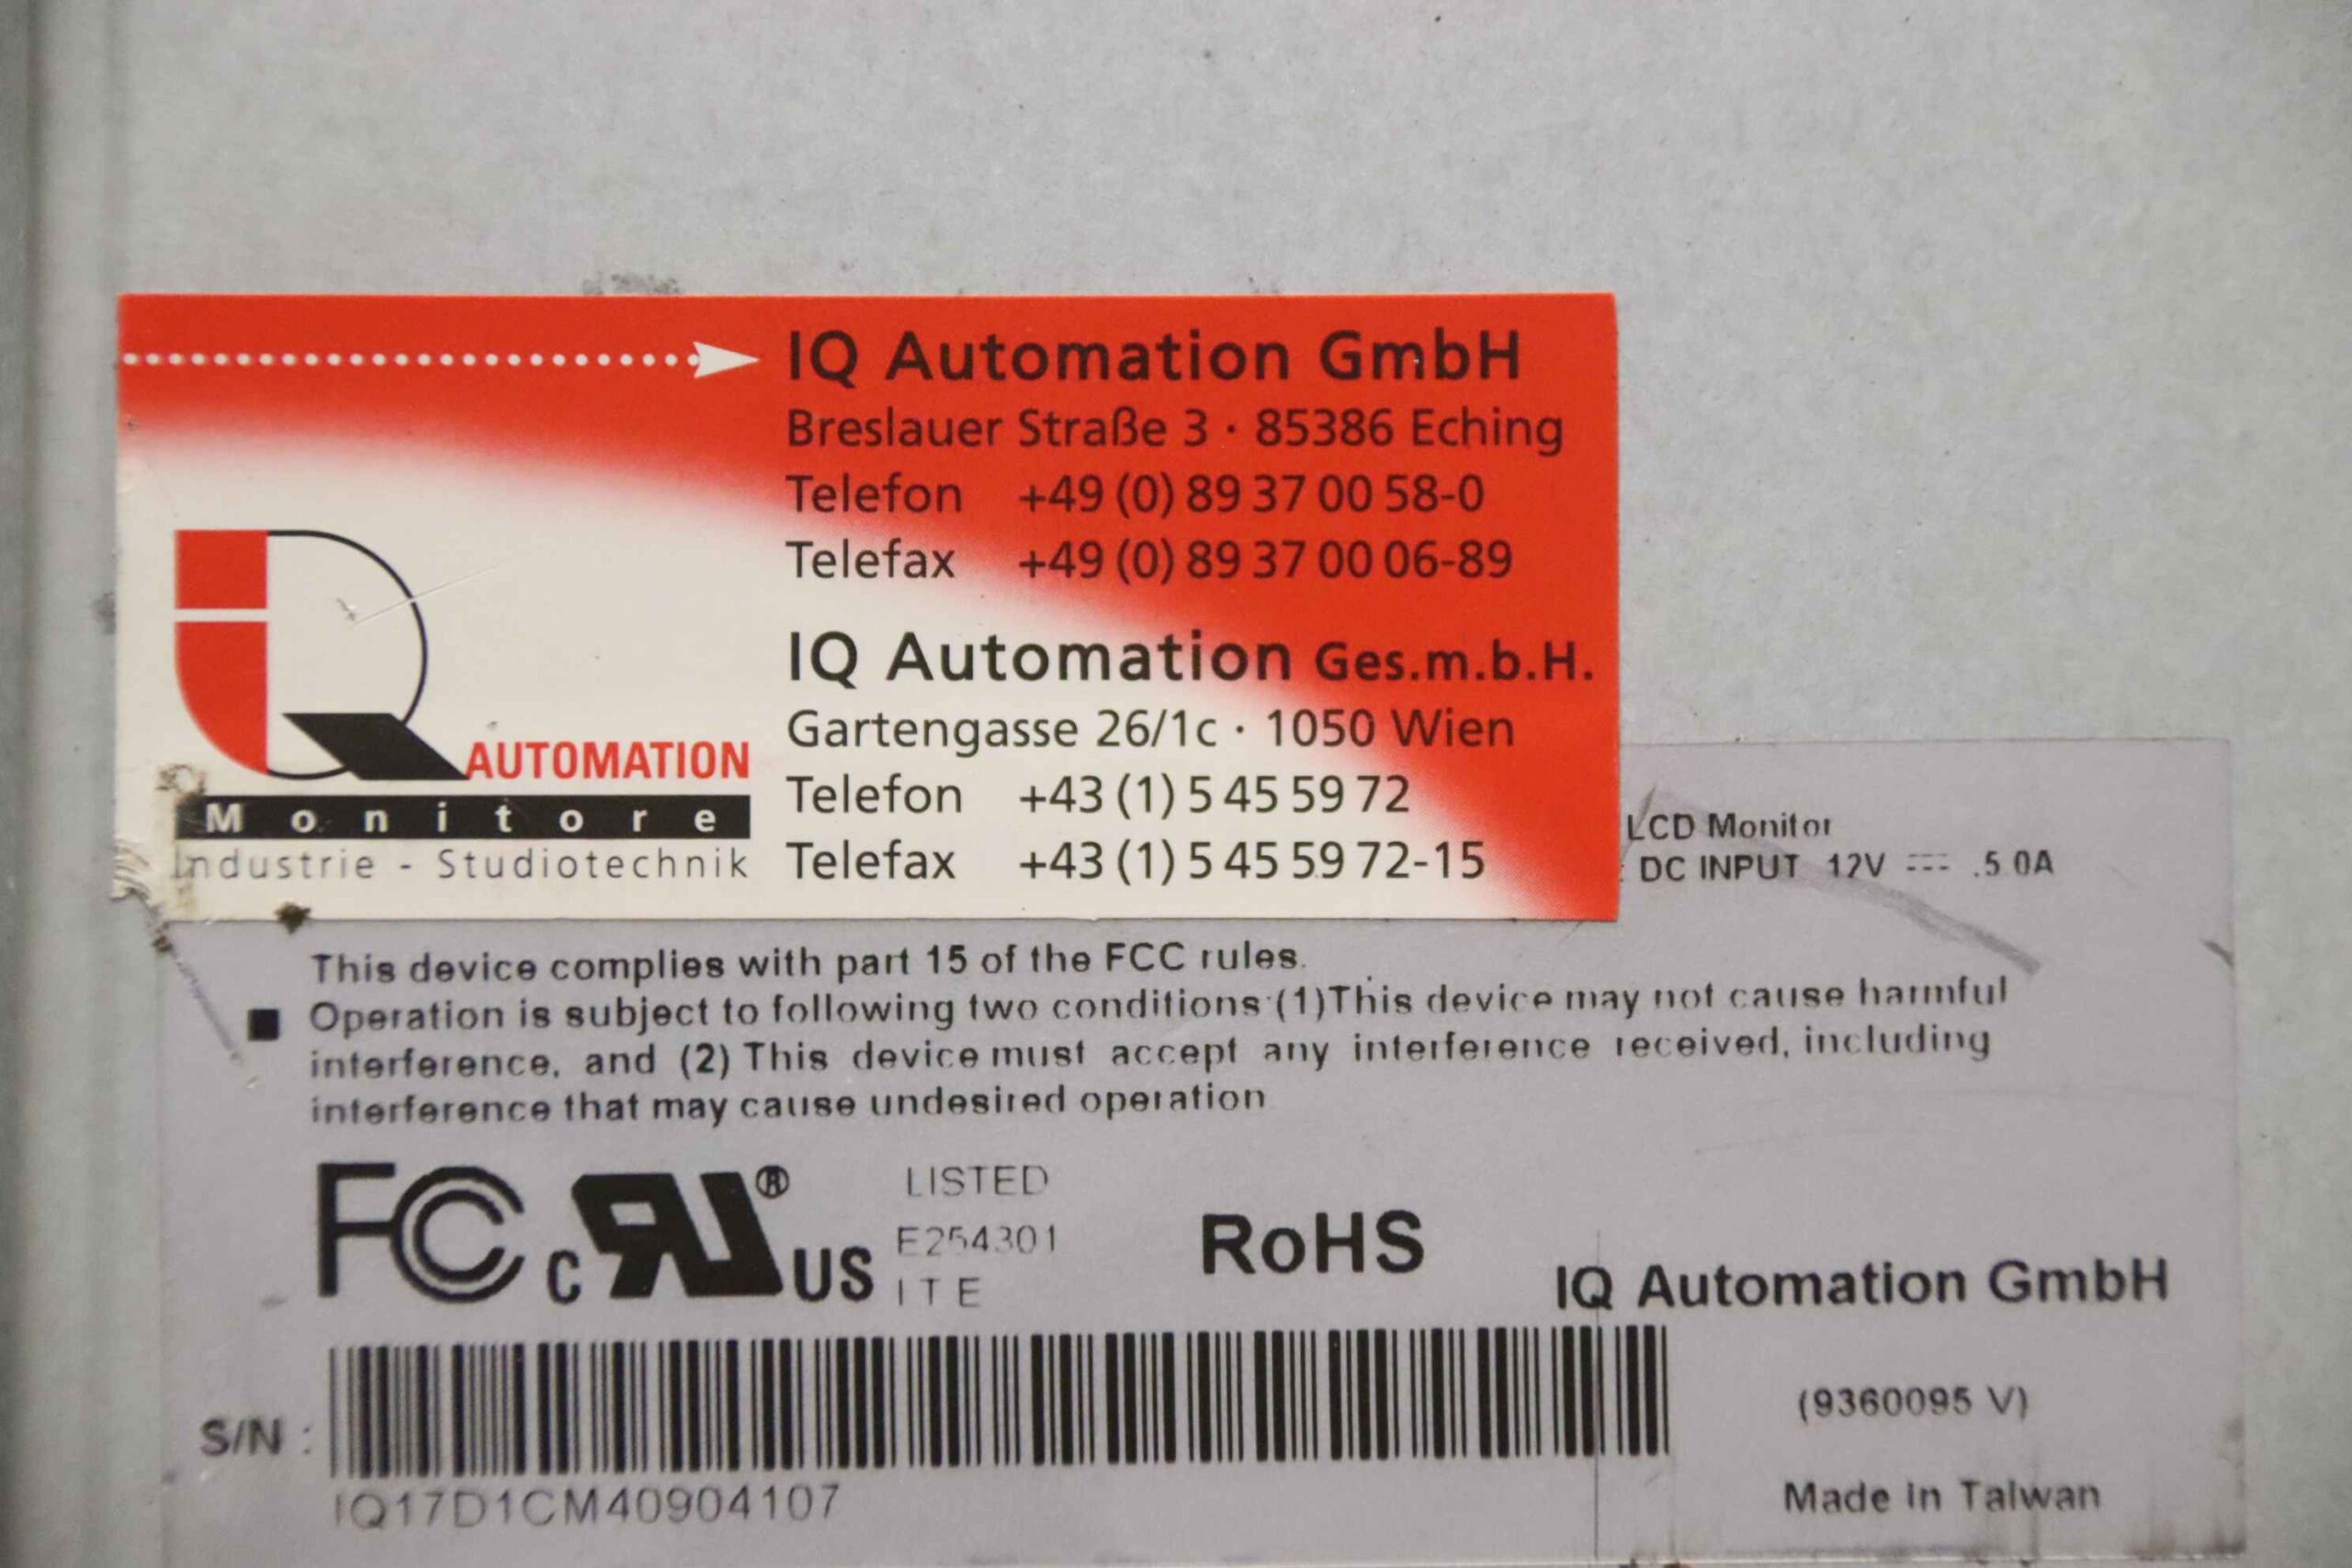 IQ Automation GmbH
Breslauer Straße 3 · 85386 Eching
Telefon +49 (0) 89 37 00 58-0
Telefax +49 (0) 89 37 00 06-89
IQ Automation Ges.m.b.H.
Gartengasse 26/1c · 1050 Wien
Telefon +43 (1) 5 45 59 72
Telefax +43 (1) 5 45 59 72-15
IQ
AUTOMATION
Monitore
Industrie - Studiotechnik
LCD Monitor
: DC INPUT 12V ⎓ .5 0A
This device complies with part 15 of the FCC rules.
■ Operation is subject to following two conditions (1)This device may not cause harmful
interference, and (2) This device must accept any interference received, including
interference that may cause undesired operation
FC c RU ® US
LISTED
E254301
ITE
RoHS
IQ Automation GmbH
S/N :
IQ17D1CM40904107
(9360095 V)
Made In Taiwan